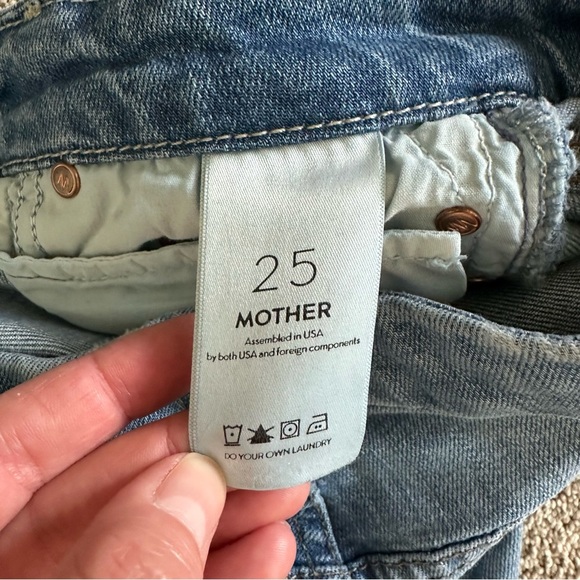 25
MOTHER
Assembled in USA
by both USA and foreign components
DO YOUR OWN LAUNDRY